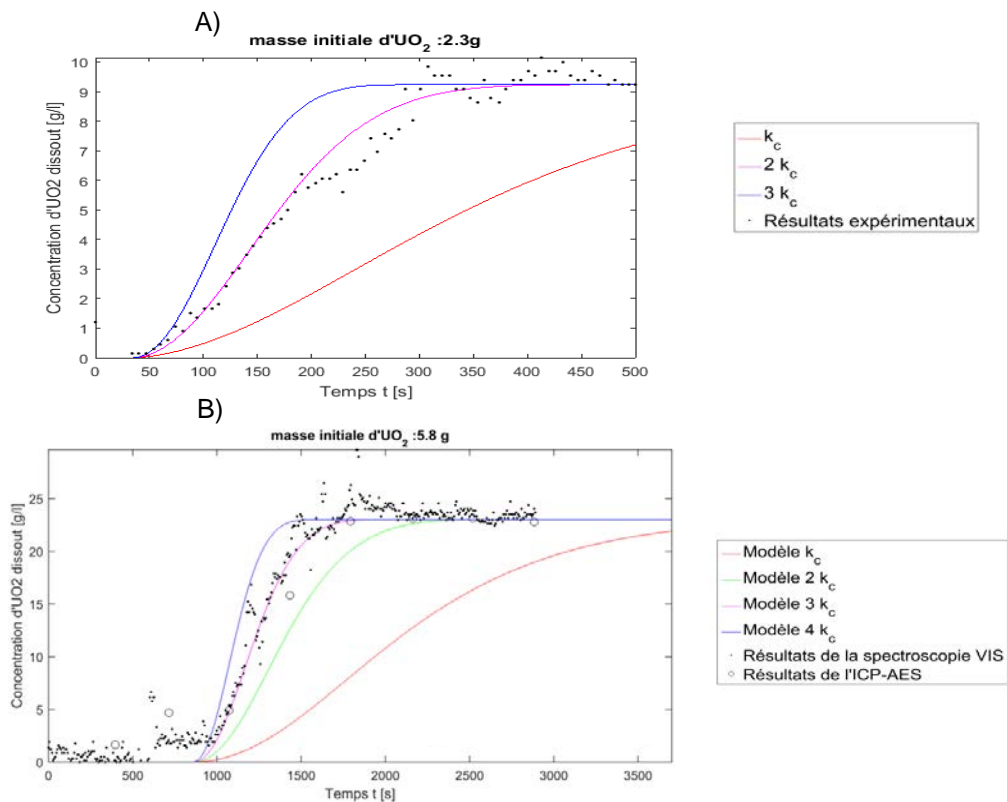 A)
masse initiale d'UO2 :2.3g
Concentration d'UO2 dissout [g/l]
10
9
8
7
6
5
4
3
2
1
0
0 50 100 150 200 250 300 350 400 450 500
Temps t [s]
kc
2 kc
3 kc
Résultats expérimentaux
B)
masse initiale d'UO2 :5.8 g
Concentration d'UO2 dissout [g/l]
25
20
15
10
5
0
0 500 1000 1500 2000 2500 3000 3500
Temps t [s]
Modèle kc
Modèle 2 kc
Modèle 3 kc
Modèle 4 kc
Résultats de la spectroscopie VIS
Résultats de l'ICP-AES